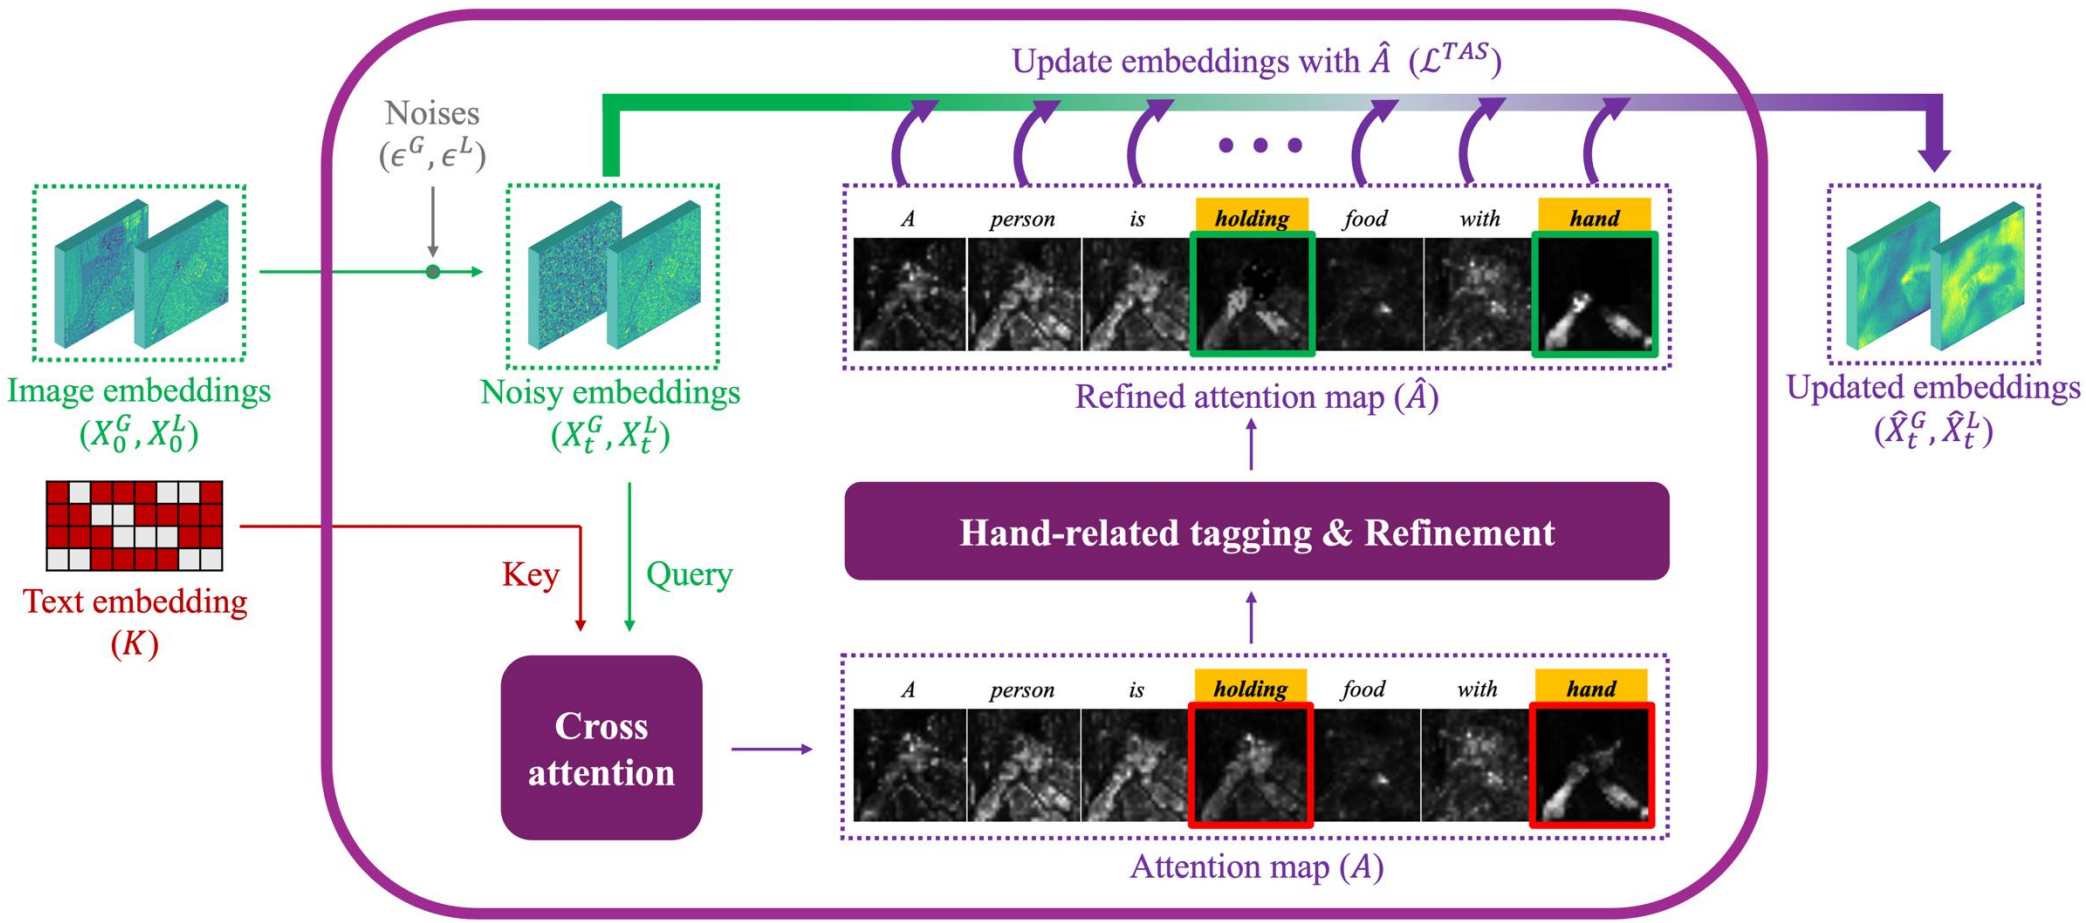 Update embeddings with Â (ℒ^{TAS})
Noises
(ϵ^G, ϵ^L)
A person is holding food with hand
Refined attention map (Â)
Image embeddings
(X_0^G, X_0^L)
Noisy embeddings
(X_t^G, X_t^L)
Updated embeddings
(X̂_t^G, X̂_t^L)
Hand-related tagging & Refinement
Key
Query
Text embedding
(K)
Cross
attention
A person is holding food with hand
Attention map (A)